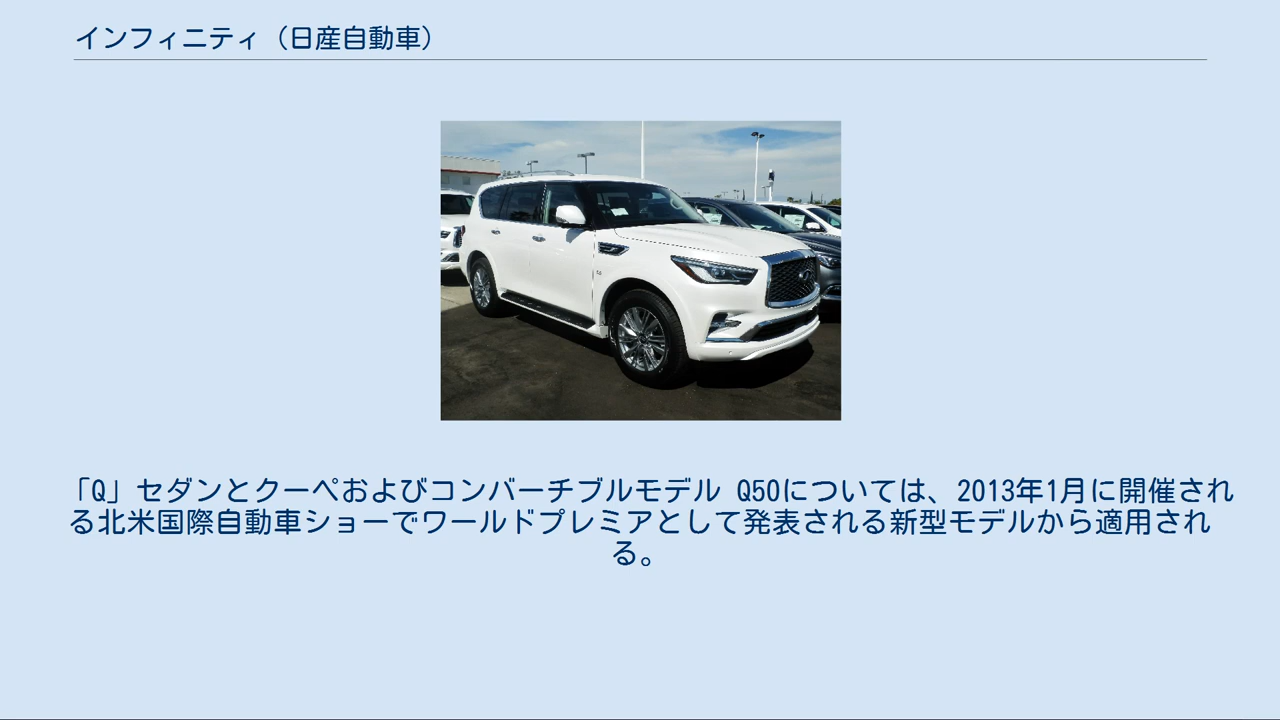 インフィニティ（日産自動車）
「Q」セダンとクーペおよびコンバーチブルモデル Q50については、2013年1月に開催され
る北米国際自動車ショーでワールドプレミアとして発表される新型モデルから適用され
る。